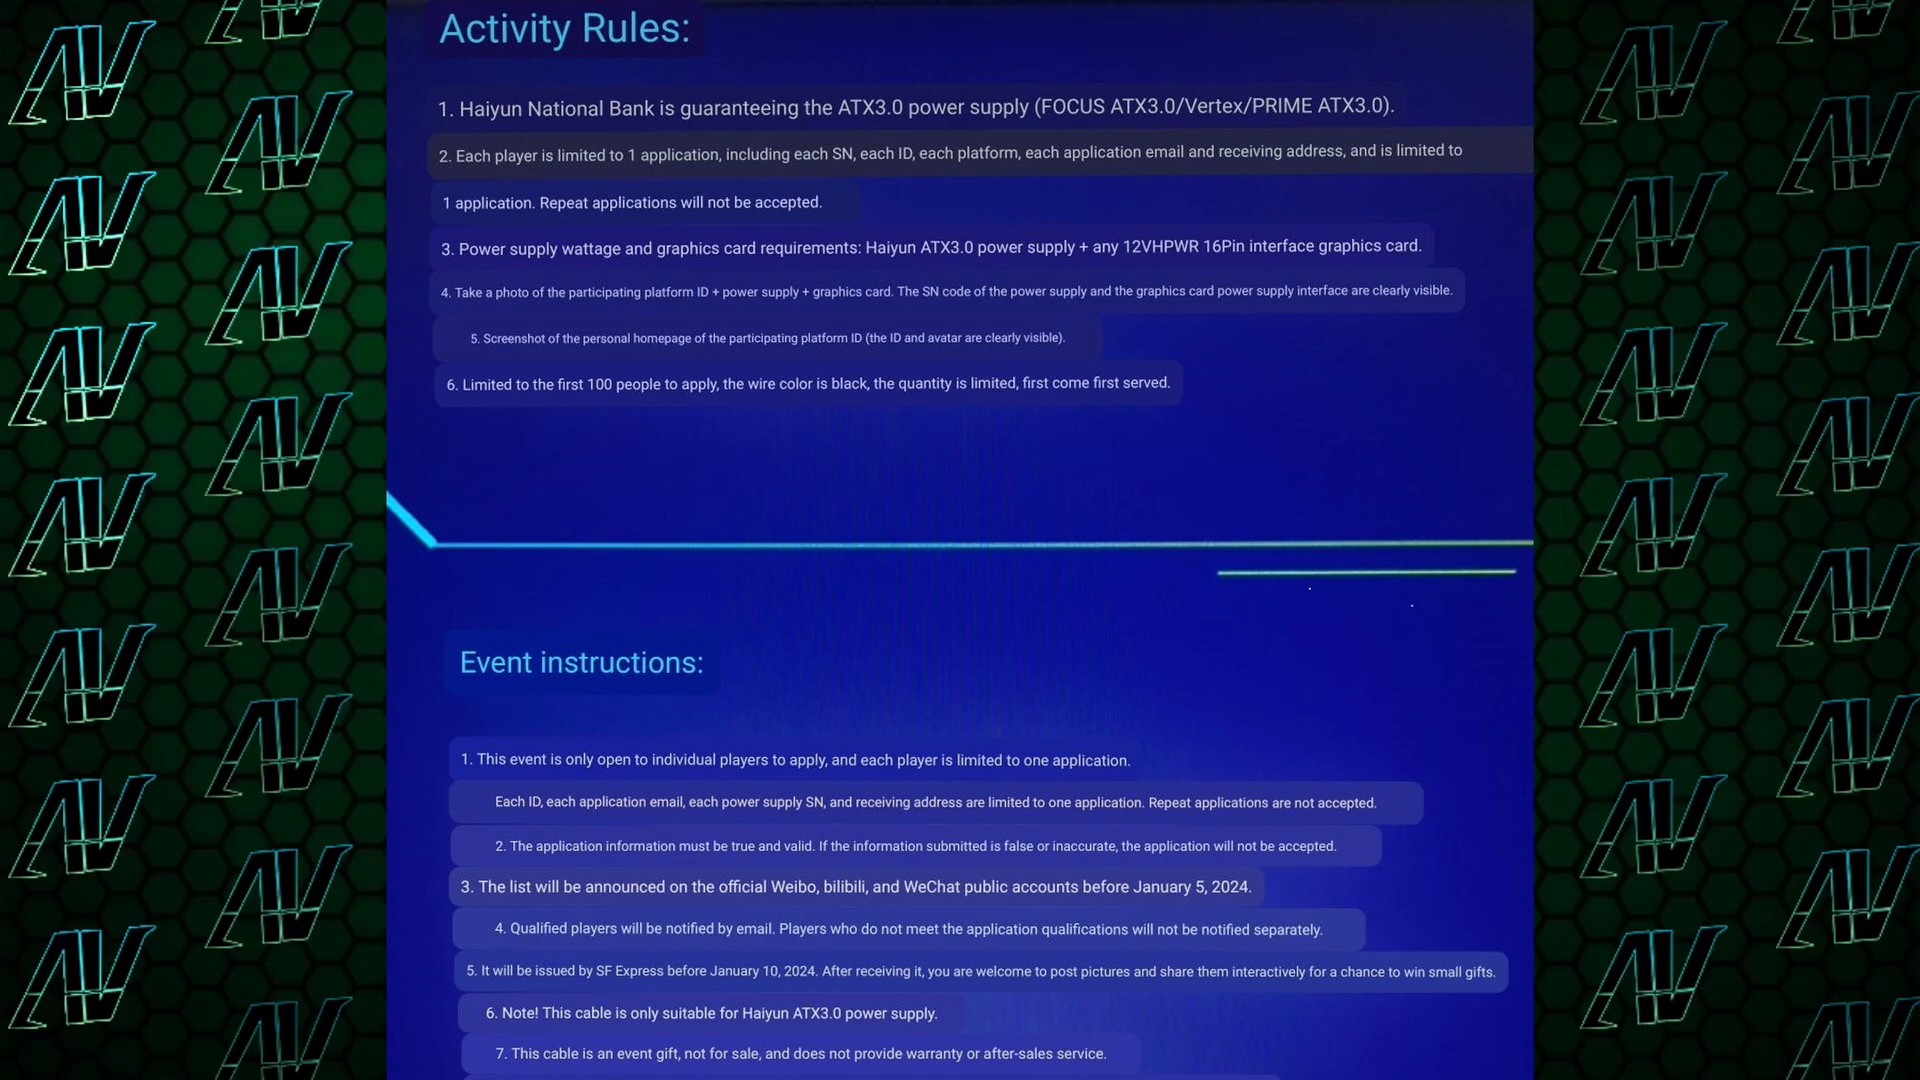 Activity Rules:
1. Haiyun National Bank is guaranteeing the ATX3.0 power supply (FOCUS ATX3.0/Vertex/PRIME ATX3.0).
2. Each player is limited to 1 application, including each SN, each ID, each platform, each application email and receiving address, and is limited to
1 application. Repeat applications will not be accepted.
3. Power supply wattage and graphics card requirements: Haiyun ATX3.0 power supply + any 12VHPWR 16Pin interface graphics card.
4. Take a photo of the participating platform ID + power supply + graphics card. The SN code of the power supply and the graphics card power supply interface are clearly visible.
5. Screenshot of the personal homepage of the participating platform ID (the ID and avatar are clearly visible).
6. Limited to the first 100 people to apply, the wire color is black, the quantity is limited, first come first served.
Event instructions:
1. This event is only open to individual players to apply, and each player is limited to one application.
Each ID, each application email, each power supply SN, and receiving address are limited to one application. Repeat applications are not accepted.
2. The application information must be true and valid. If the information submitted is false or inaccurate, the application will not be accepted.
3. The list will be announced on the official Weibo, bilibili, and WeChat public accounts before January 5, 2024.
4. Qualified players will be notified by email. Players who do not meet the application qualifications will not be notified separately.
5. It will be issued by SF Express before January 10, 2024. After receiving it, you are welcome to post pictures and share them interactively for a chance to win small gifts.
6. Note! This cable is only suitable for Haiyun ATX3.0 power supply.
7. This cable is an event gift, not for sale, and does not provide warranty or after-sales service.